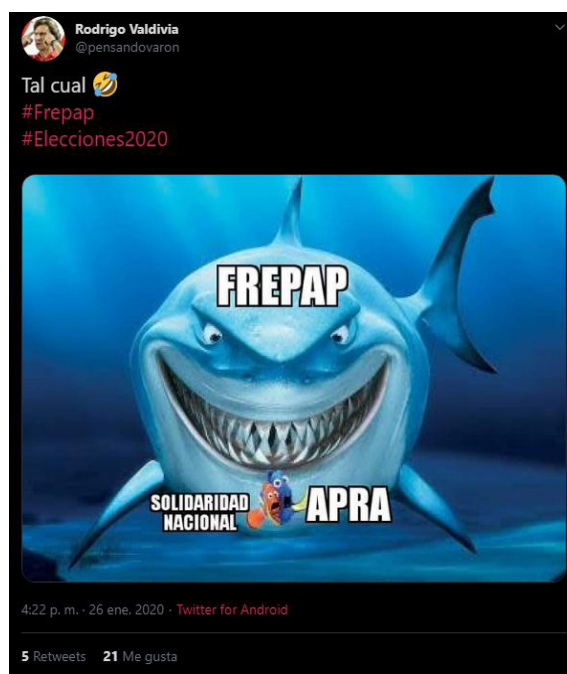 Rodrigo Valdivia
@pensandovaron
Tal cual 🤣
#Frepap
#Elecciones2020
FREPAP
SOLIDARIDAD
NACIONAL
APRA
4:22 p. m. · 26 ene. 2020 · Twitter for Android
5 Retweets 21 Me gusta